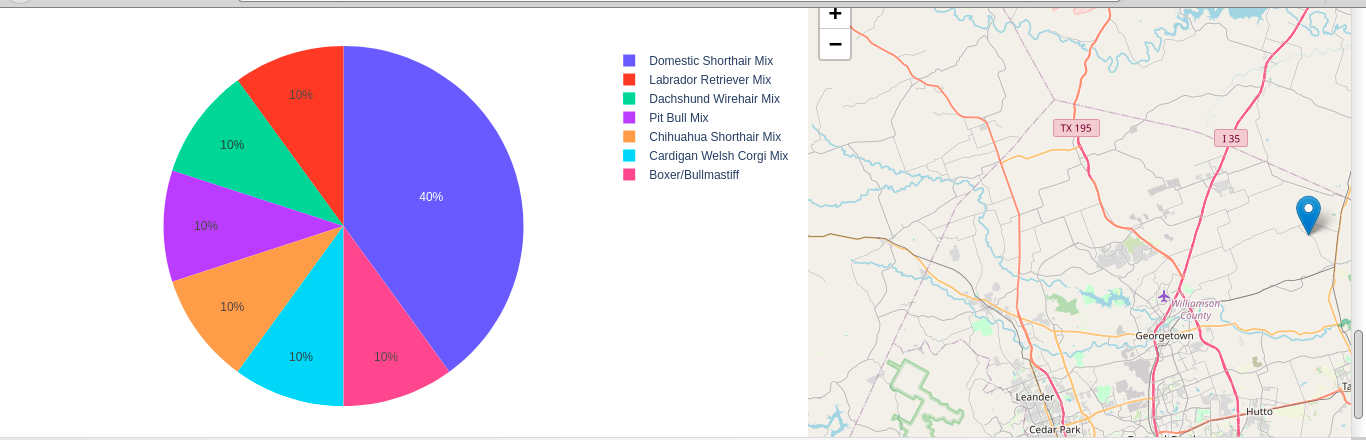 10%
10%
10%
40%
10%
10%
10%
Domestic Shorthair Mix
Labrador Retriever Mix
Dachshund Wirehair Mix
Pit Bull Mix
Chihuahua Shorthair Mix
Cardigan Welsh Corgi Mix
Boxer/Bullmastiff
+
−
TX 195
I 35
Williamson
County
Georgetown
Leander
Hutto
Cedar Park